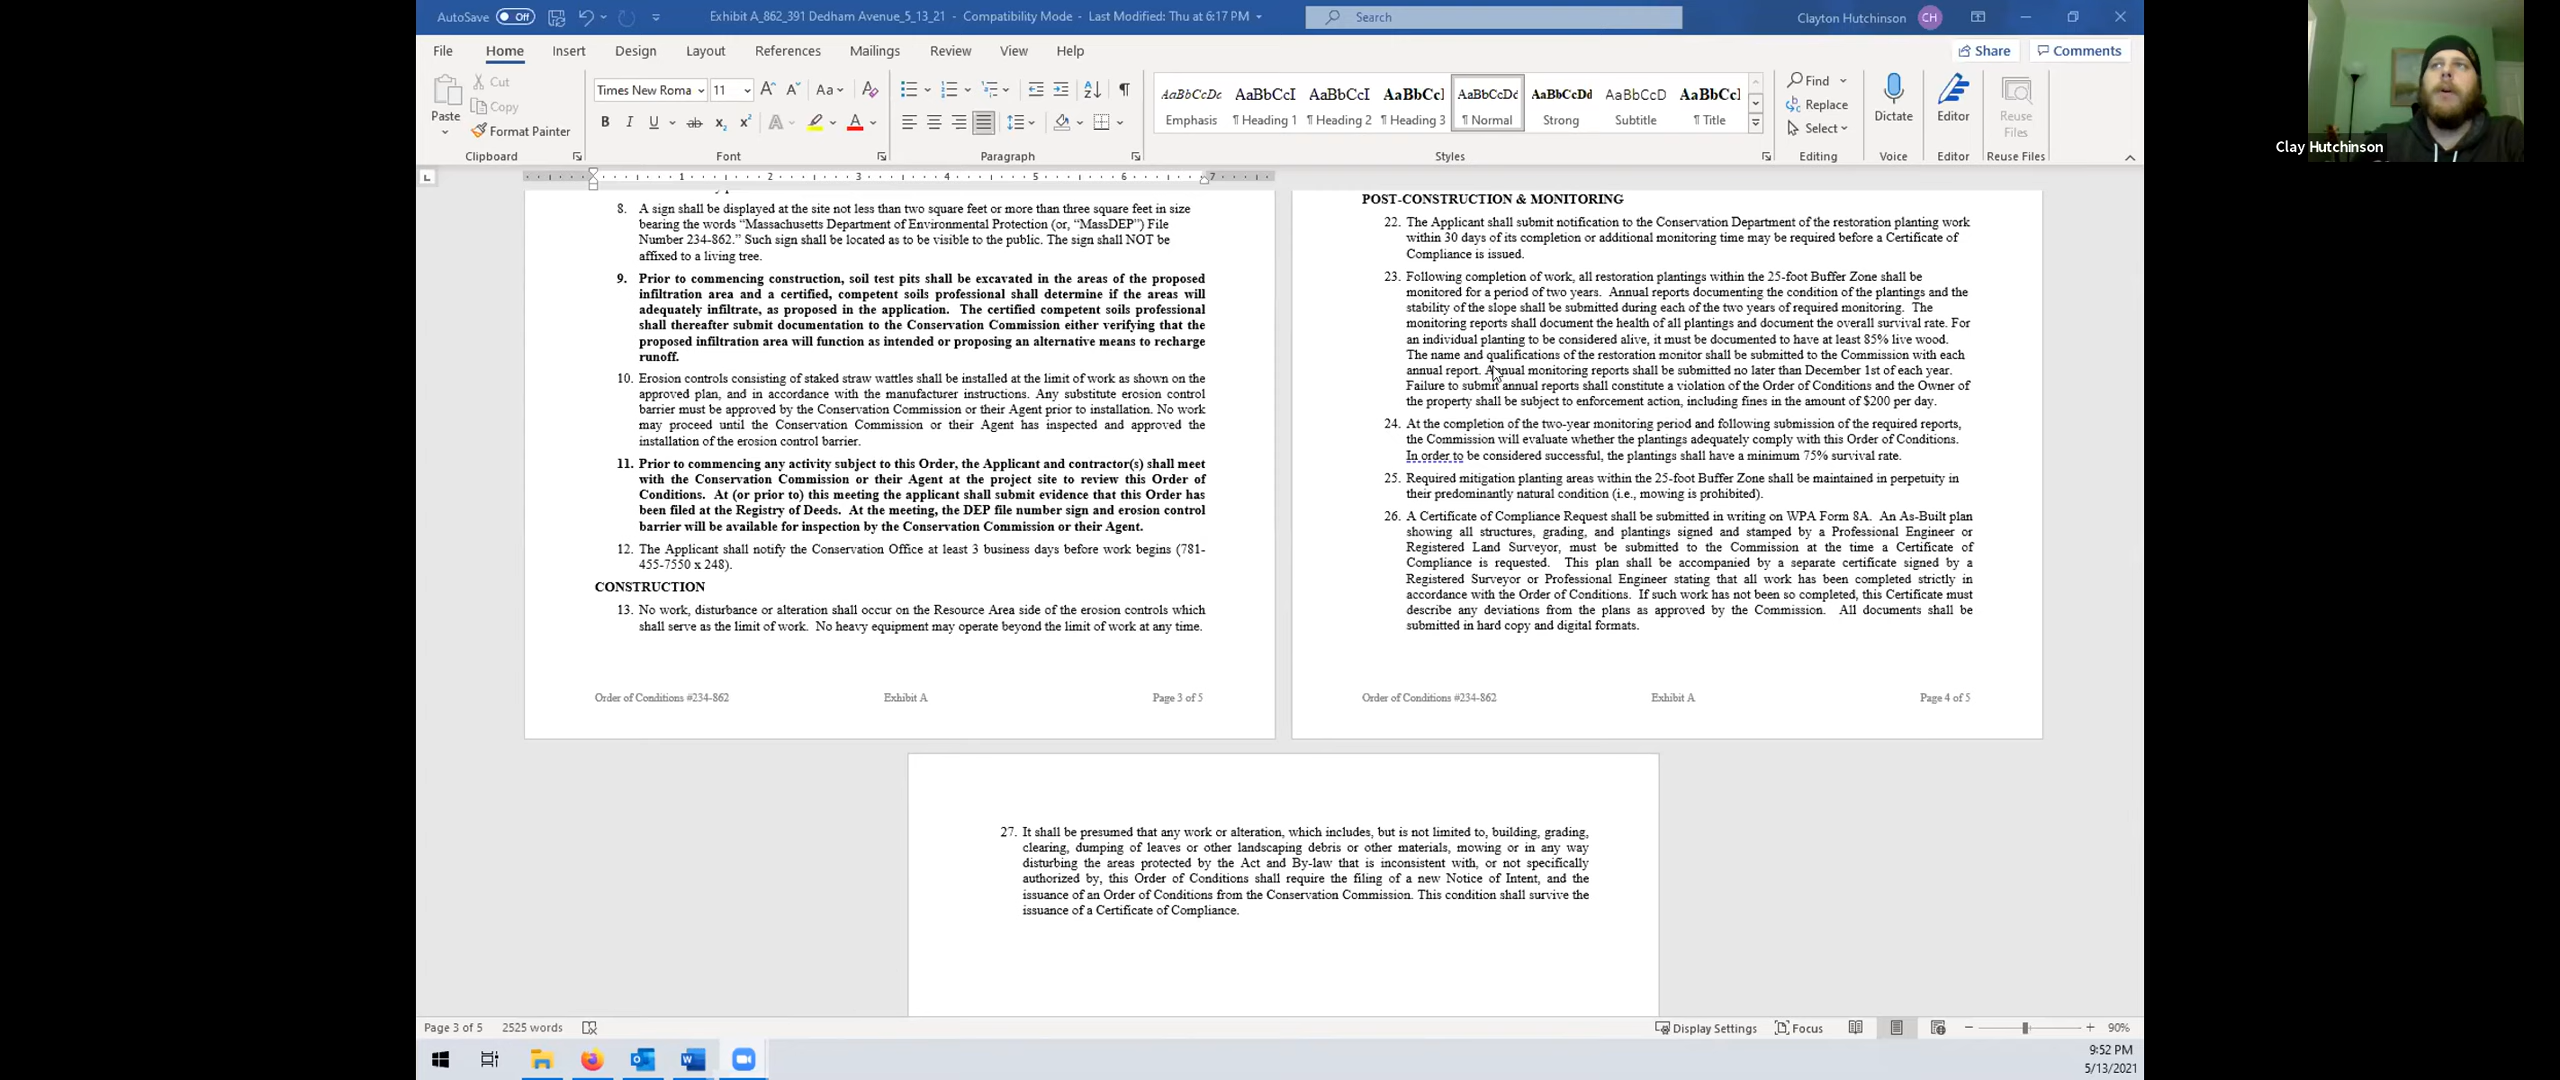 AutoSave Off
Exhibit A_862_391 Dedham Avenue_5_13_21 - Compatibility Mode - Last Modified: Thu at 6:17 PM
Search
Clayton Hutchinson CH
File Home Insert Design Layout References Mailings Review View Help
Share Comments
Paste
Cut
Copy
Format Painter
Clipboard
Times New Roma 11
Font
Paragraph
AaBbCcDc AaBbCcI AaBbCcI AaBbCcI AaBbCcDc AaBbCcDd AaBbCcD AaBbCcI
Emphasis ¶ Heading 1 ¶ Heading 2 ¶ Heading 3 ¶ Normal Strong Subtitle ¶ Title
Styles
Find
Replace
Select
Editing
Dictate
Voice
Editor
Editor
Reuse Files
Reuse Files
Clay Hutchinson
1 2 3 4 5 6 7
8. A sign shall be displayed at the site not less than two square feet or more than three square feet in size
bearing the words “Massachusetts Department of Environmental Protection (or, “MassDEP”) File
Number 234-862.” Such sign shall be located as to be visible to the public. The sign shall NOT be
affixed to a living tree.
9. Prior to commencing construction, soil test pits shall be excavated in the areas of the proposed
infiltration area and a certified, competent soils professional shall determine if the areas will
adequately infiltrate, as proposed in the application. The certified competent soils professional
shall thereafter submit documentation to the Conservation Commission either verifying that the
proposed infiltration area will function as intended or proposing an alternative means to recharge
runoff.
10. Erosion controls consisting of staked straw wattles shall be installed at the limit of work as shown on the
approved plan, and in accordance with the manufacturer instructions. Any substitute erosion control
barrier must be approved by the Conservation Commission or their Agent prior to installation. No work
may proceed until the Conservation Commission or their Agent has inspected and approved the
installation of the erosion control barrier.
11. Prior to commencing any activity subject to this Order, the Applicant and contractor(s) shall meet
with the Conservation Commission or their Agent at the project site to review this Order of
Conditions. At (or prior to) this meeting the applicant shall submit evidence that this Order has
been filed at the Registry of Deeds. At the meeting, the DEP file number sign and erosion control
barrier will be available for inspection by the Conservation Commission or their Agent.
12. The Applicant shall notify the Conservation Office at least 3 business days before work begins (781-
455-7550 x 248).
CONSTRUCTION
13. No work, disturbance or alteration shall occur on the Resource Area side of the erosion controls which
shall serve as the limit of work. No heavy equipment may operate beyond the limit of work at any time.
Order of Conditions #234-862 Exhibit A Page 3 of 5
POST-CONSTRUCTION & MONITORING
22. The Applicant shall submit notification to the Conservation Department of the restoration planting work
within 30 days of its completion or additional monitoring time may be required before a Certificate of
Compliance is issued.
23. Following completion of work, all restoration plantings within the 25-foot Buffer Zone shall be
monitored for a period of two years. Annual reports documenting the condition of the plantings and the
stability of the slope shall be submitted during each of the two years of required monitoring. The
monitoring reports shall document the health of all plantings and document the overall survival rate. For
an individual planting to be considered alive, it must be documented to have at least 85% live wood.
The name and qualifications of the restoration monitor shall be submitted to the Commission with each
annual report. Annual monitoring reports shall be submitted no later than December 1st of each year.
Failure to submit annual reports shall constitute a violation of the Order of Conditions and the Owner of
the property shall be subject to enforcement action, including fines in the amount of $200 per day.
24. At the completion of the two-year monitoring period and following submission of the required reports,
the Commission will evaluate whether the plantings adequately comply with this Order of Conditions.
In order to be considered successful, the plantings shall have a minimum 75% survival rate.
25. Required mitigation planting areas within the 25-foot Buffer Zone shall be maintained in perpetuity in
their predominantly natural condition (i.e., mowing is prohibited).
26. A Certificate of Compliance Request shall be submitted in writing on WPA Form 8A. An As-Built plan
showing all structures, grading, and plantings signed and stamped by a Professional Engineer or
Registered Land Surveyor, must be submitted to the Commission at the time a Certificate of
Compliance is requested. This plan shall be accompanied by a separate certificate signed by a
Registered Surveyor or Professional Engineer stating that all work has been completed strictly in
accordance with the Order of Conditions. If such work has not been so completed, this Certificate must
describe any deviations from the plans as approved by the Commission. All documents shall be
submitted in hard copy and digital formats.
Order of Conditions #234-862 Exhibit A Page 4 of 5
27. It shall be presumed that any work or alteration, which includes, but is not limited to, building, grading,
clearing, dumping of leaves or other landscaping debris or other materials, mowing or in any way
disturbing the areas protected by the Act and By-law that is inconsistent with, or not specifically
authorized by, this Order of Conditions shall require the filing of a new Notice of Intent, and the
issuance of an Order of Conditions from the Conservation Commission. This condition shall survive the
issuance of a Certificate of Compliance.
Page 3 of 5 2525 words
Display Settings Focus 90%
9:52 PM
5/13/2021